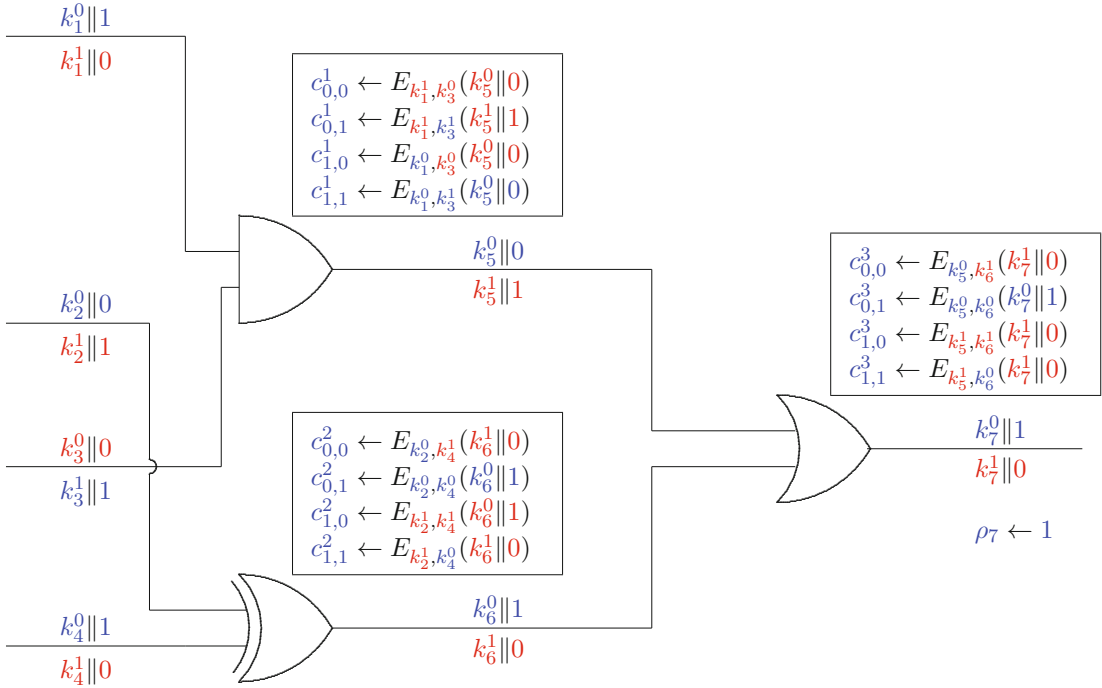 k_1^0‖1
k_1^1‖0
c_{0,0}^1 ← E_{k_1^1,k_3^0}(k_5^0‖0)
c_{0,1}^1 ← E_{k_1^1,k_3^1}(k_5^1‖1)
c_{1,0}^1 ← E_{k_1^0,k_3^0}(k_5^0‖0)
c_{1,1}^1 ← E_{k_1^0,k_3^1}(k_5^0‖0)
k_5^0‖0
k_5^1‖1
c_{0,0}^3 ← E_{k_5^0,k_6^1}(k_7^1‖0)
c_{0,1}^3 ← E_{k_5^0,k_6^0}(k_7^0‖1)
c_{1,0}^3 ← E_{k_5^1,k_6^1}(k_7^1‖0)
c_{1,1}^3 ← E_{k_5^1,k_6^0}(k_7^1‖0)
k_2^0‖0
k_2^1‖1
k_3^0‖0
k_3^1‖1
c_{0,0}^2 ← E_{k_2^0,k_4^1}(k_6^1‖0)
c_{0,1}^2 ← E_{k_2^0,k_4^0}(k_6^0‖1)
c_{1,0}^2 ← E_{k_2^1,k_4^1}(k_6^0‖1)
c_{1,1}^2 ← E_{k_2^1,k_4^0}(k_6^1‖0)
k_7^0‖1
k_7^1‖0
ρ_7 ← 1
k_4^0‖1
k_4^1‖0
k_6^0‖1
k_6^1‖0